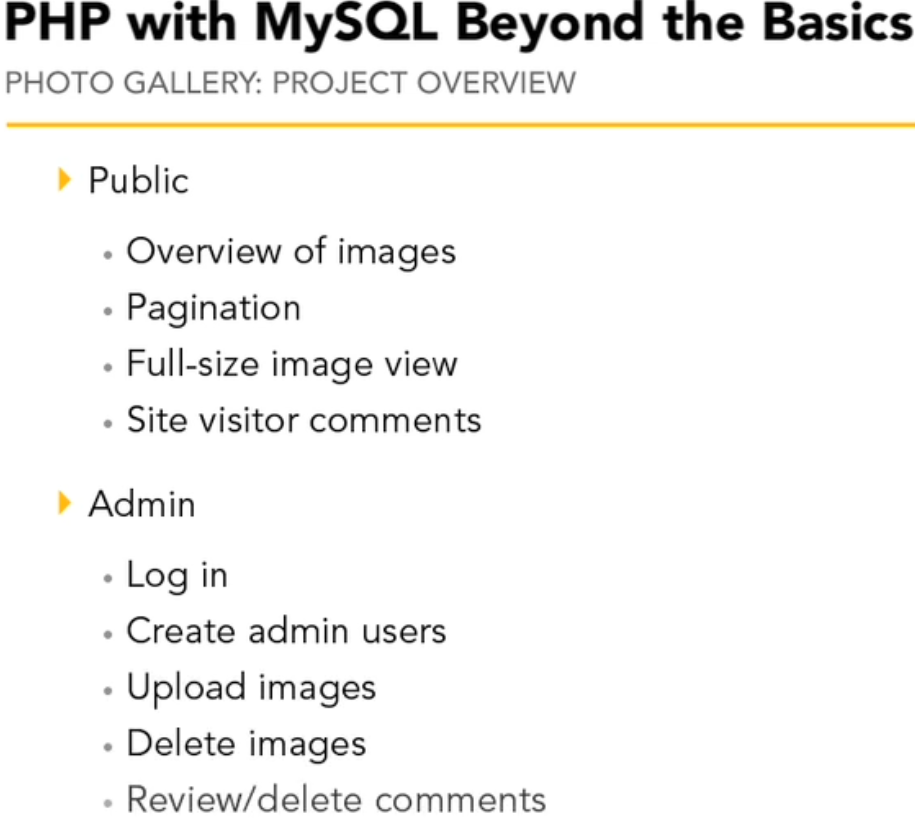 PHP with MySQL Beyond the Basics
PHOTO GALLERY: PROJECT OVERVIEW
Public
Overview of images
Pagination
Full-size image view
Site visitor comments
Admin
Log in
Create admin users
Upload images
Delete images
Review/delete comments